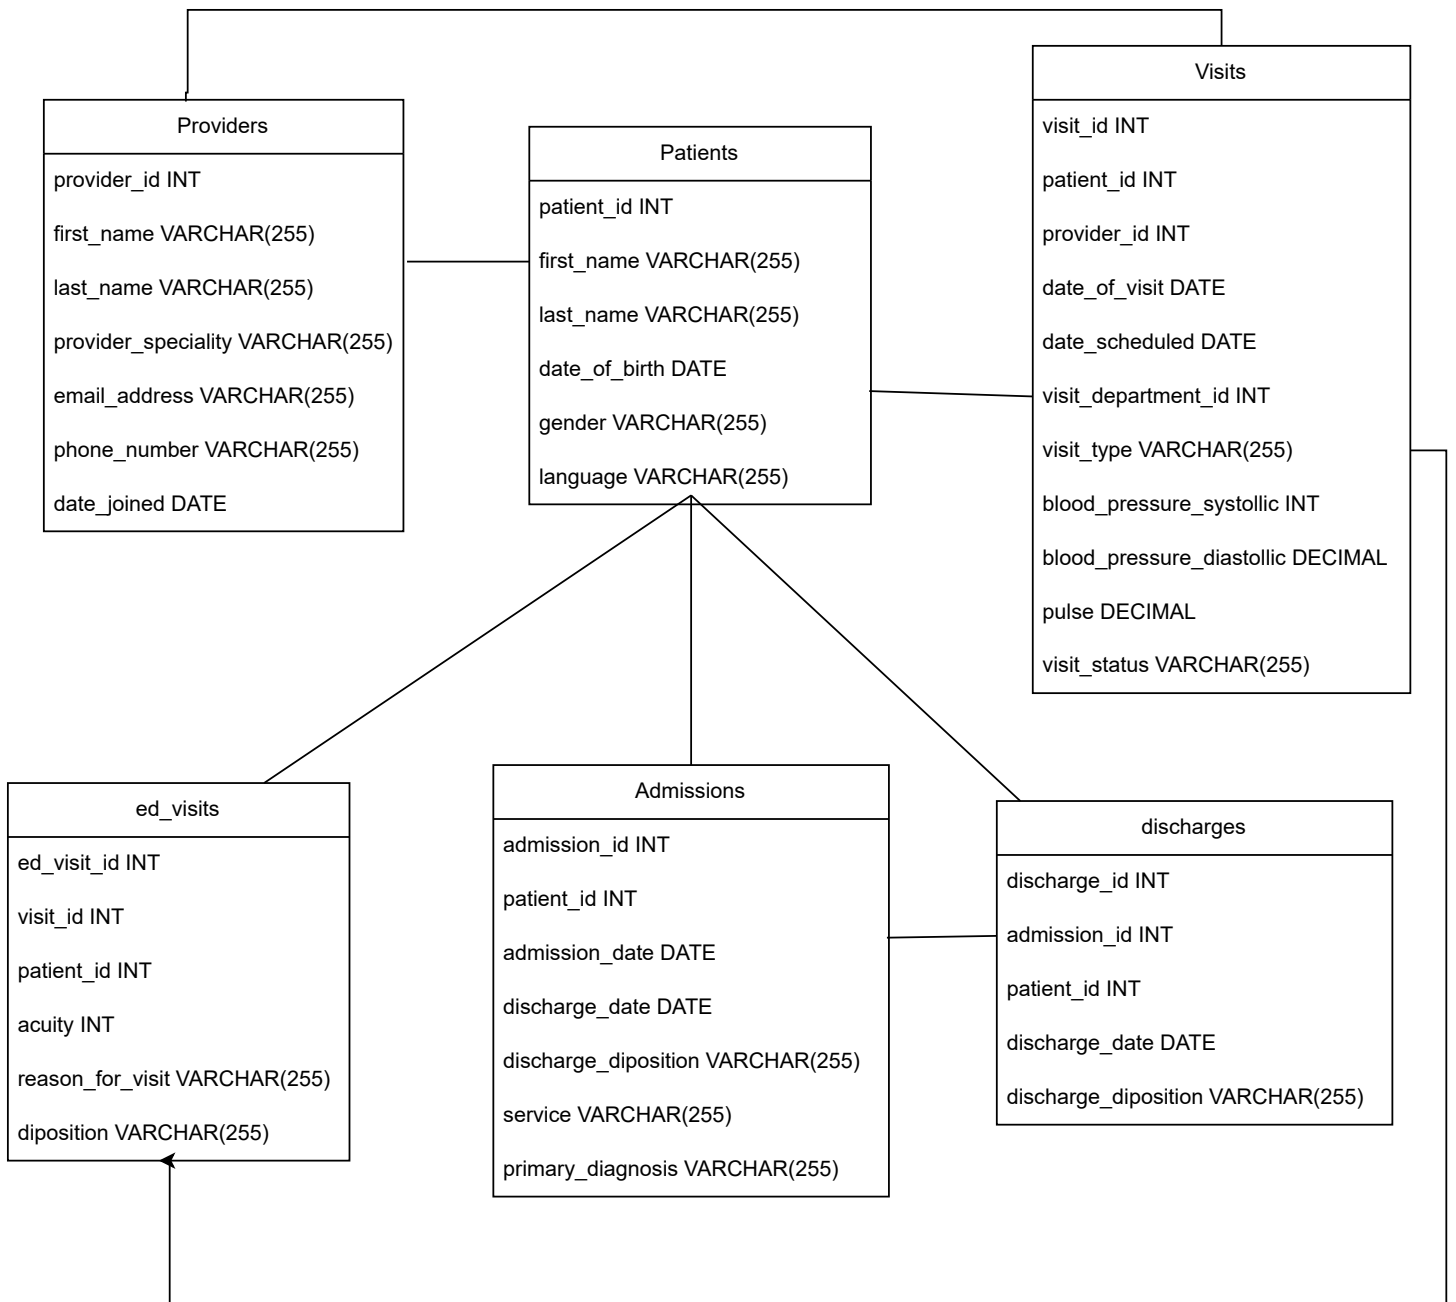 Providers
provider_id INT
first_name VARCHAR(255)
last_name VARCHAR(255)
provider_speciality VARCHAR(255)
email_address VARCHAR(255)
phone_number VARCHAR(255)
date_joined DATE
Patients
patient_id INT
first_name VARCHAR(255)
last_name VARCHAR(255)
date_of_birth DATE
gender VARCHAR(255)
language VARCHAR(255)
Visits
visit_id INT
patient_id INT
provider_id INT
date_of_visit DATE
date_scheduled DATE
visit_department_id INT
visit_type VARCHAR(255)
blood_pressure_systollic INT
blood_pressure_diastollic DECIMAL
pulse DECIMAL
visit_status VARCHAR(255)
ed_visits
ed_visit_id INT
visit_id INT
patient_id INT
acuity INT
reason_for_visit VARCHAR(255)
diposition VARCHAR(255)
Admissions
admission_id INT
patient_id INT
admission_date DATE
discharge_date DATE
discharge_diposition VARCHAR(255)
service VARCHAR(255)
primary_diagnosis VARCHAR(255)
discharges
discharge_id INT
admission_id INT
patient_id INT
discharge_date DATE
discharge_diposition VARCHAR(255)